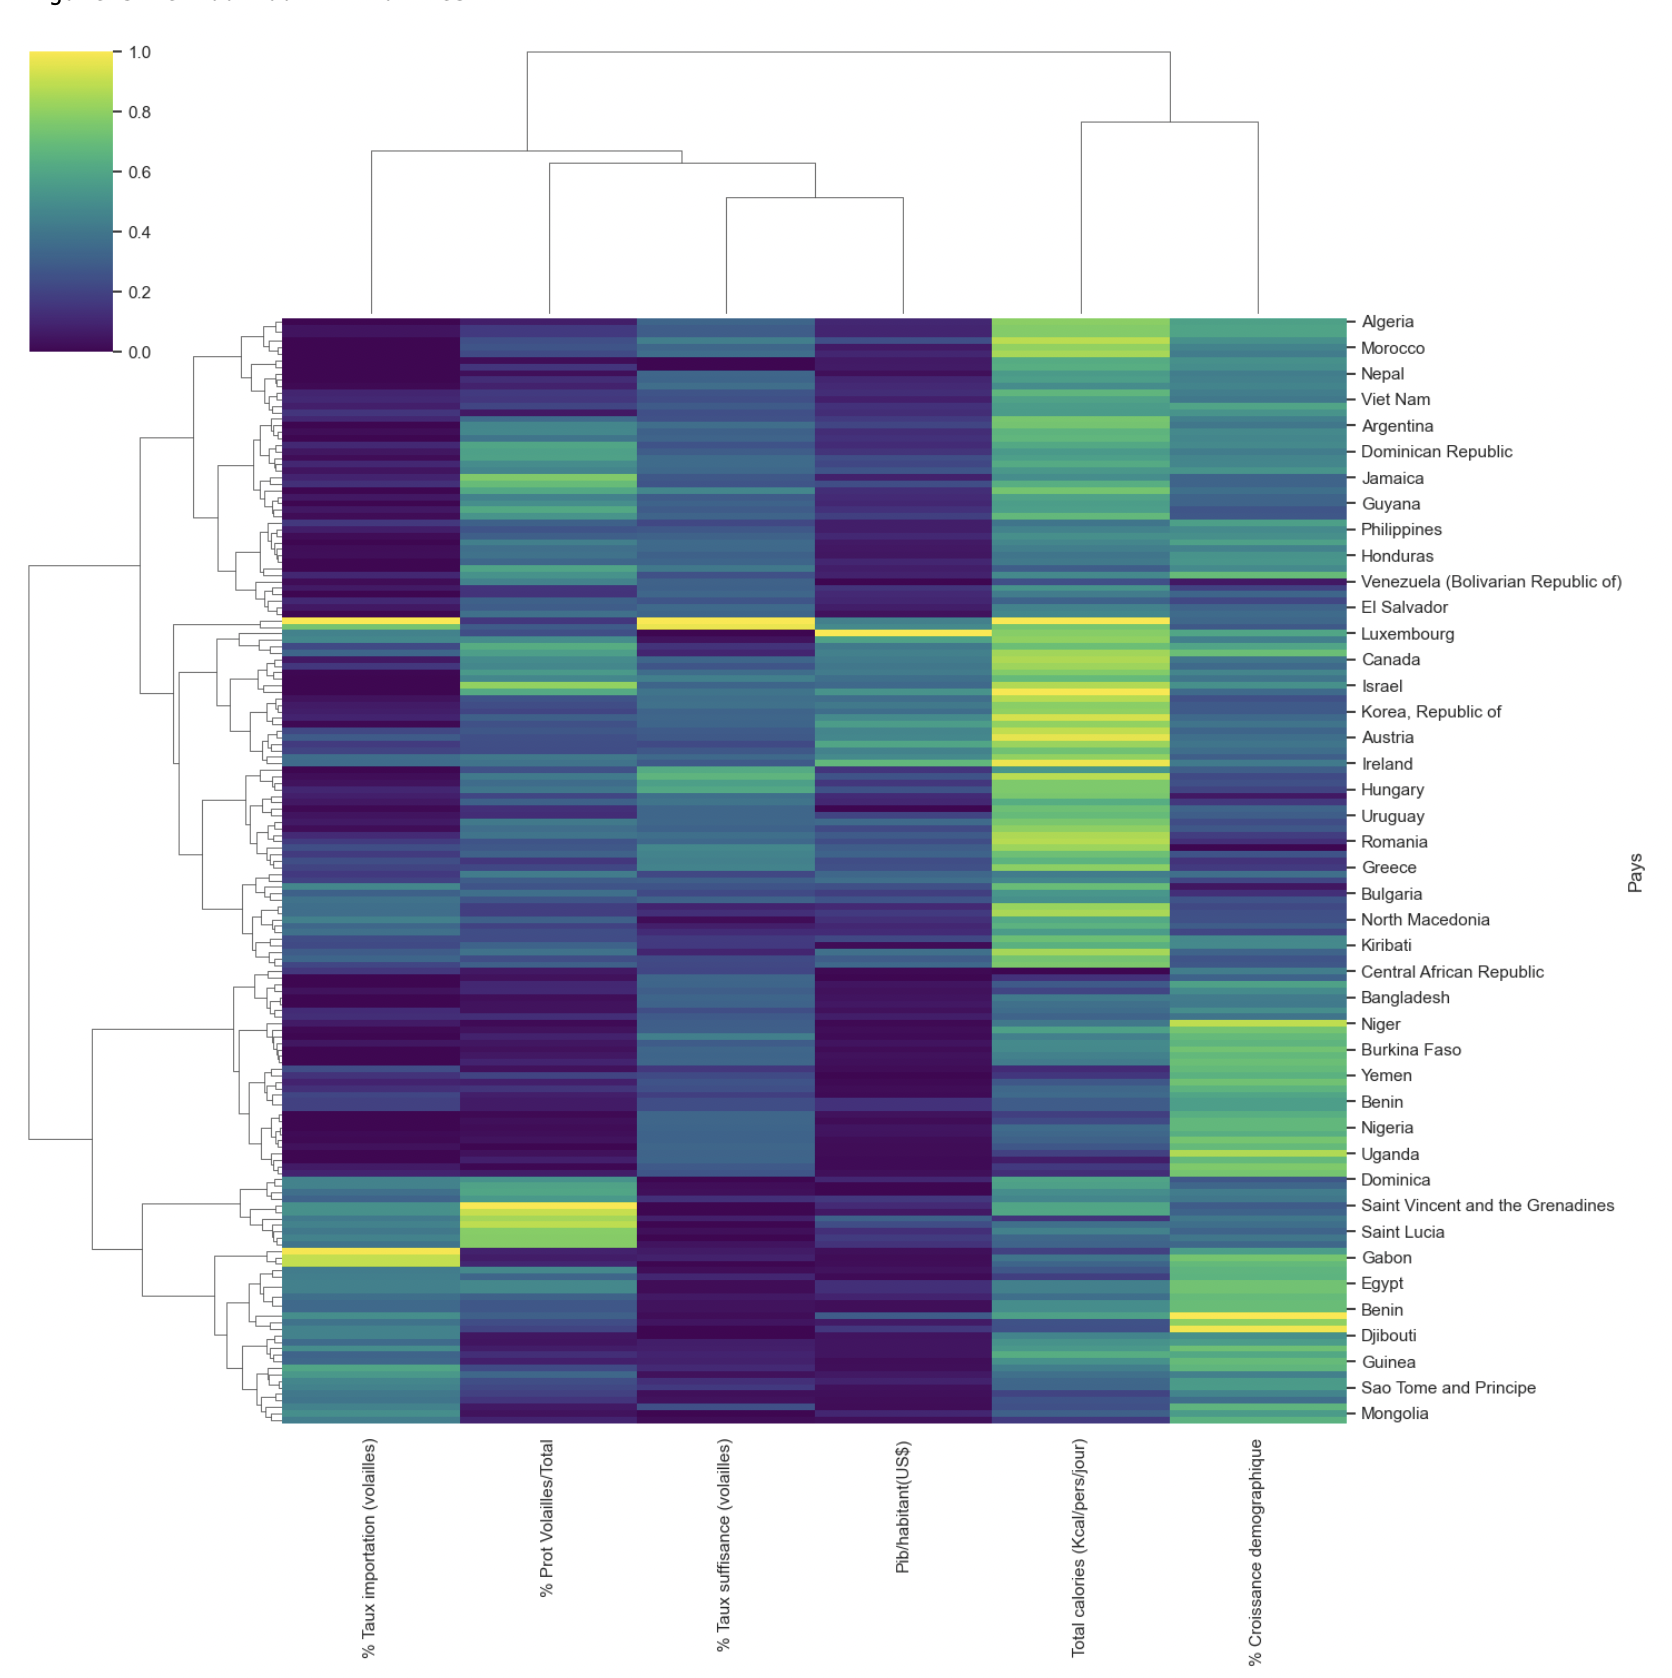 1.0
0.8
0.6
0.4
0.2
0.0
Algeria
Morocco
Nepal
Viet Nam
Argentina
Dominican Republic
Jamaica
Guyana
Philippines
Honduras
Venezuela (Bolivarian Republic of)
El Salvador
Luxembourg
Canada
Israel
Korea, Republic of
Austria
Ireland
Hungary
Uruguay
Romania
Greece
Bulgaria
North Macedonia
Kiribati
Central African Republic
Bangladesh
Niger
Burkina Faso
Yemen
Benin
Nigeria
Uganda
Dominica
Saint Vincent and the Grenadines
Saint Lucia
Gabon
Egypt
Benin
Djibouti
Guinea
Sao Tome and Principe
Mongolia
Pays
% Taux importation (volailles)
% Prot Volailles/Total
% Taux suffisance (volailles)
Pib/habitant(US$)
Total calories (Kcal/pers/jour)
% Croissance demographique